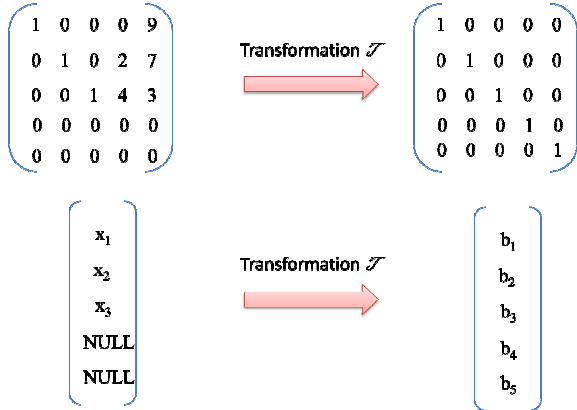 1 0 0 0 9
0 1 0 2 7
0 0 1 4 3
0 0 0 0 0
0 0 0 0 0
Transformation 𝒯
1 0 0 0 0
0 1 0 0 0
0 0 1 0 0
0 0 0 1 0
0 0 0 0 1
x₁
x₂
x₃
NULL
NULL
Transformation 𝒯
b₁
b₂
b₃
b₄
b₅